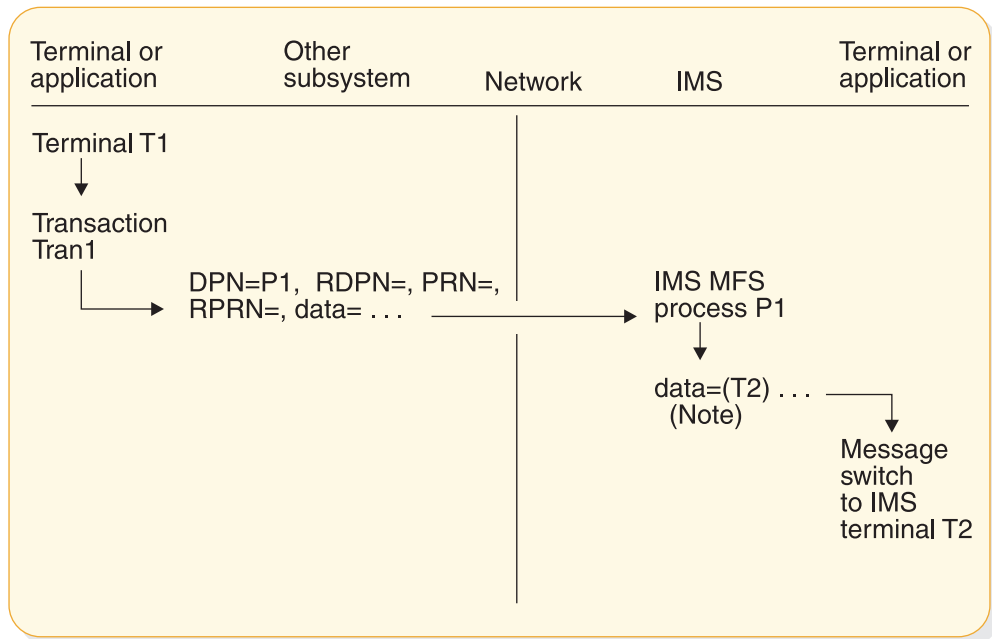 Terminal or
application
Other
subsystem
Network
IMS
Terminal or
application
Terminal T1
Transaction
Tran1
DPN=P1, RDPN=, PRN=,
RPRN=, data= . . .
IMS MFS
process P1
data=(T2) . . .
(Note)
Message
switch
to IMS
terminal T2